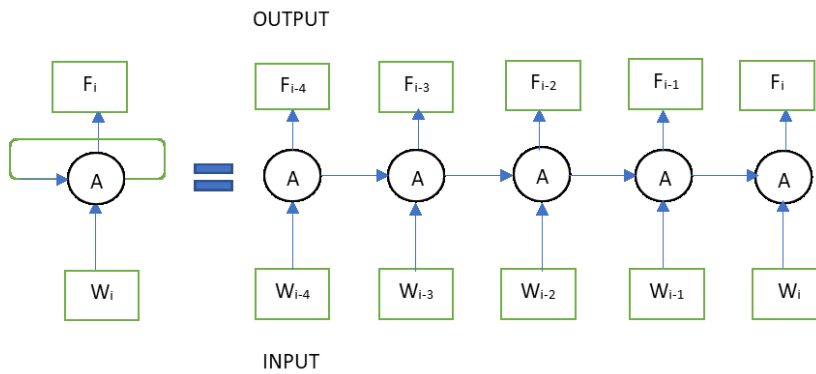 OUTPUT
Fi Fi-4 Fi-3 Fi-2 Fi-1 Fi
A A A A A A
Wi Wi-4 Wi-3 Wi-2 Wi-1 Wi
INPUT